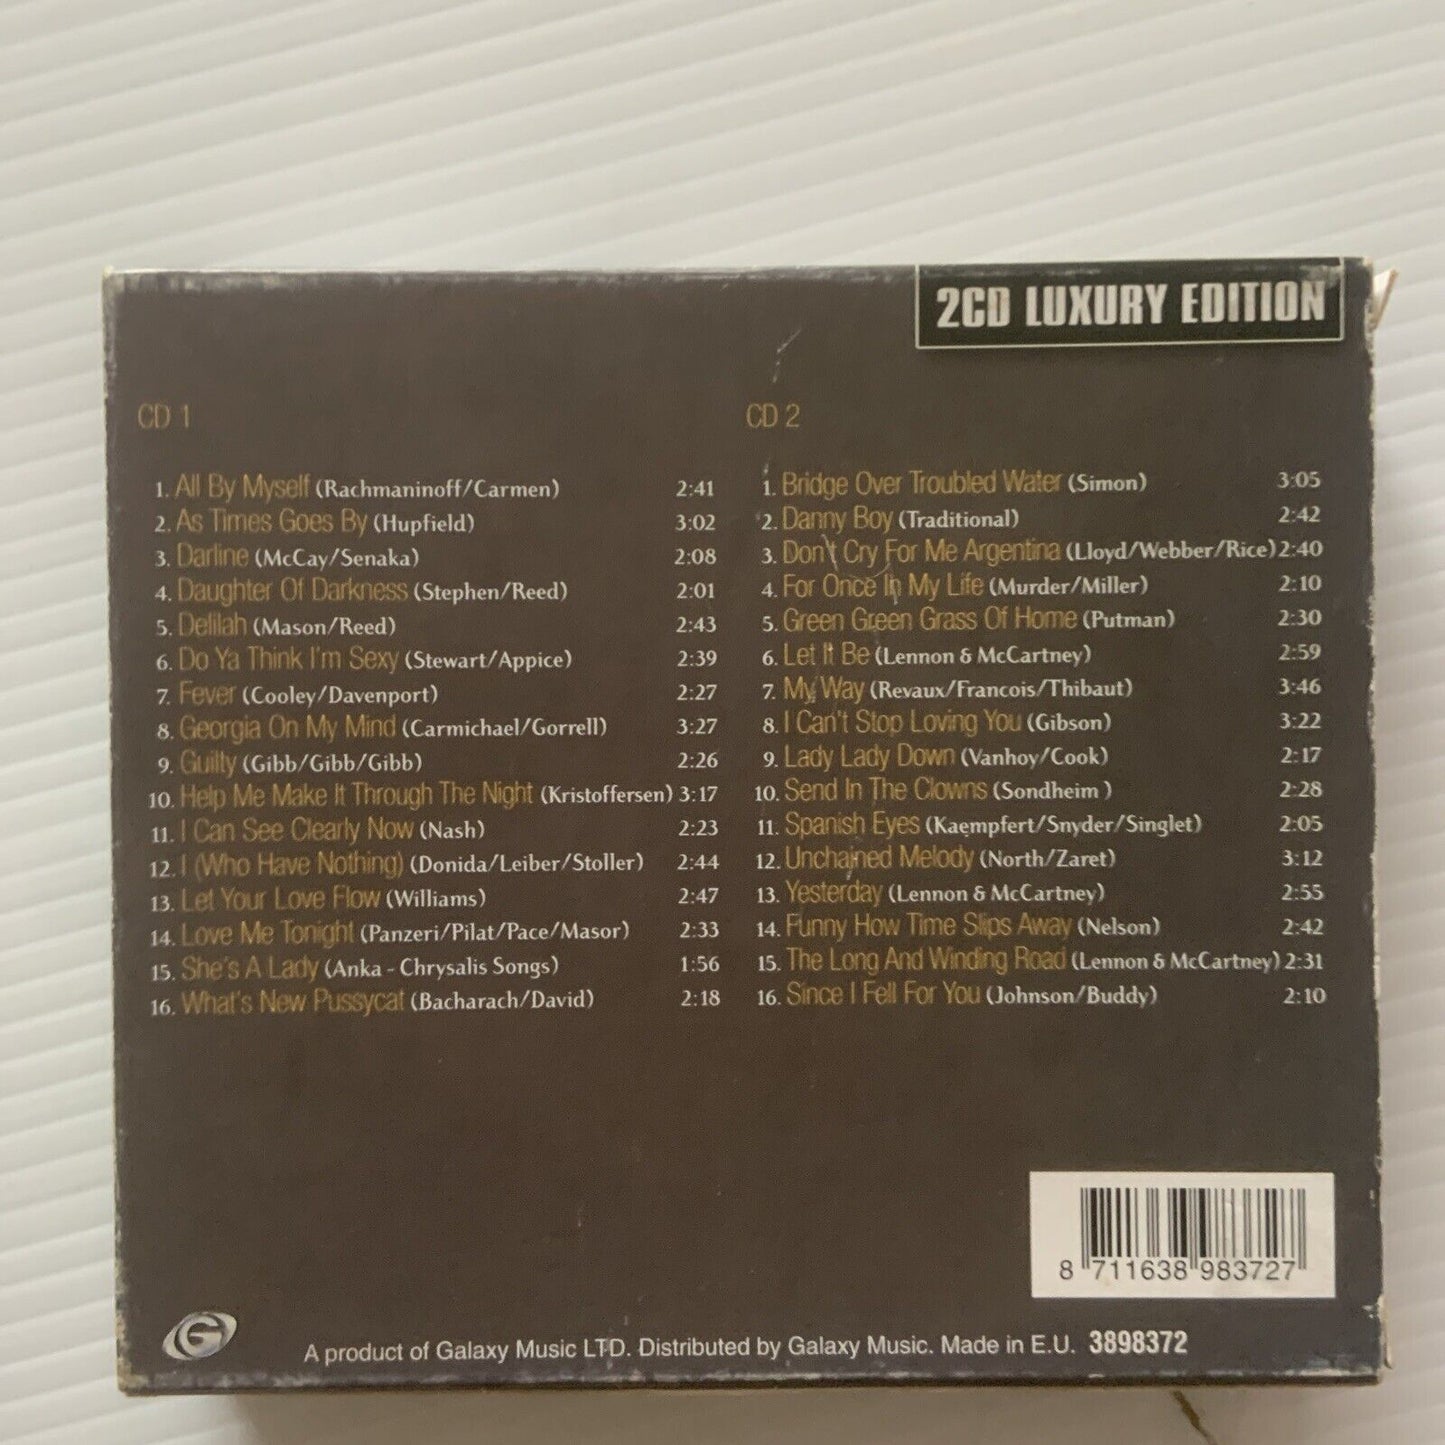 2CD LUXURY EDITION
CD 1
1. All By Myself (Rachmaninoff/Carmen) 2:41
2. As Times Goes By (Hupfield) 3:02
3. Darline (McCay/Senaka) 2:08
4. Daughter Of Darkness (Stephen/Reed) 2:01
5. Delilah (Mason/Reed) 2:43
6. Do Ya Think I'm Sexy (Stewart/Appice) 2:39
7. Fever (Cooley/Davenport) 2:27
8. Georgia On My Mind (Carmichael/Gorrell) 3:27
9. Guilty (Gibb/Gibb/Gibb) 2:26
10. Help Me Make It Through The Night (Kristoffersen) 3:17
11. I Can See Clearly Now (Nash) 2:23
12. I (Who Have Nothing) (Donida/Leiber/Stoller) 2:44
13. Let Your Love Flow (Williams) 2:47
14. Love Me Tonight (Panzeri/Pilat/Pace/Masor) 2:33
15. She's A Lady (Anka - Chrysalis Songs) 1:56
16. What's New Pussycat (Bacharach/David) 2:18
CD 2
1. Bridge Over Troubled Water (Simon) 3:05
2. Danny Boy (Traditional) 2:42
3. Don't Cry For Me Argentina (Lloyd/Webber/Rice) 2:40
4. For Once In My Life (Murder/Miller) 2:10
5. Green Green Grass Of Home (Putman) 2:30
6. Let It Be (Lennon & McCartney) 2:59
7. My Way (Revaux/Francois/Thibaut) 3:46
8. I Can't Stop Loving You (Gibson) 3:22
9. Lady Lady Down (Vanhoy/Cook) 2:17
10. Send In The Clowns (Sondheim ) 2:28
11. Spanish Eyes (Kaempfert/Snyder/Singlet) 2:05
12. Unchained Melody (North/Zaret) 3:12
13. Yesterday (Lennon & McCartney) 2:55
14. Funny How Time Slips Away (Nelson) 2:42
15. The Long And Winding Road (Lennon & McCartney) 2:31
16. Since I Fell For You (Johnson/Buddy) 2:10
8 711638 983727
G
A product of Galaxy Music LTD. Distributed by Galaxy Music. Made in E.U. 3898372